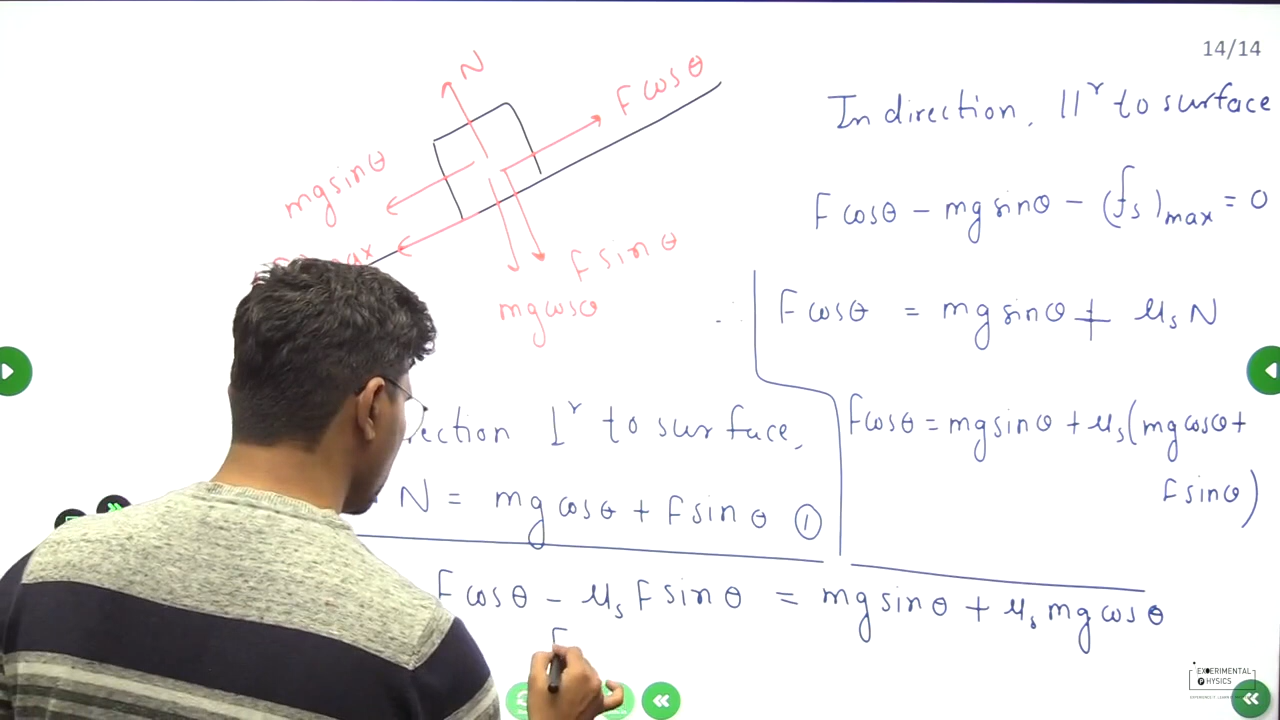 14/14
N
F cosθ
mg sinθ
F sinθ
mg cosθ
In direction, ||ʳ to surface
F cosθ - mg sinθ - (fs)max = 0
F cosθ = mg sinθ + μs N
F cosθ = mg sinθ + μs (mg cosθ +
F sinθ)
rection ⊥ʳ to surface,
N = mg cosθ + F sinθ ①
F cosθ - μs F sinθ = mg sinθ + μs mg cosθ
EXPERIMENTAL
PHYSICS